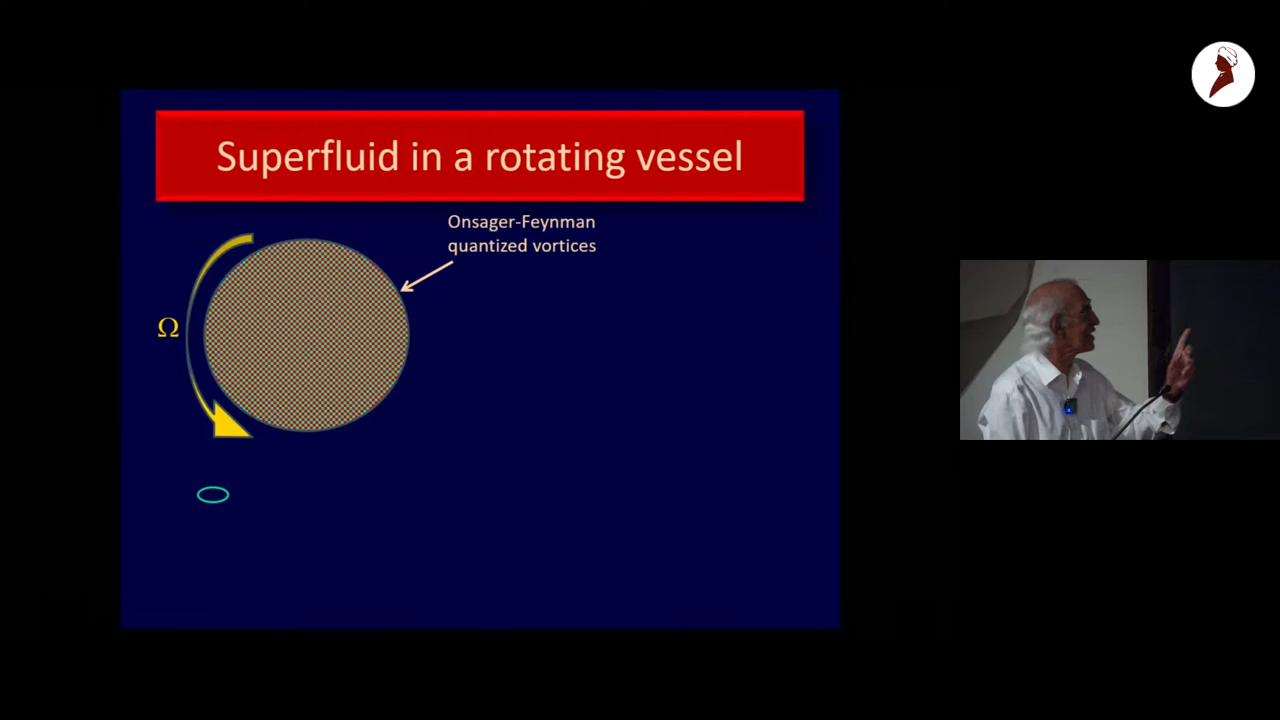 Superfluid in a rotating vessel
Onsager-Feynman
quantized vortices
Ω